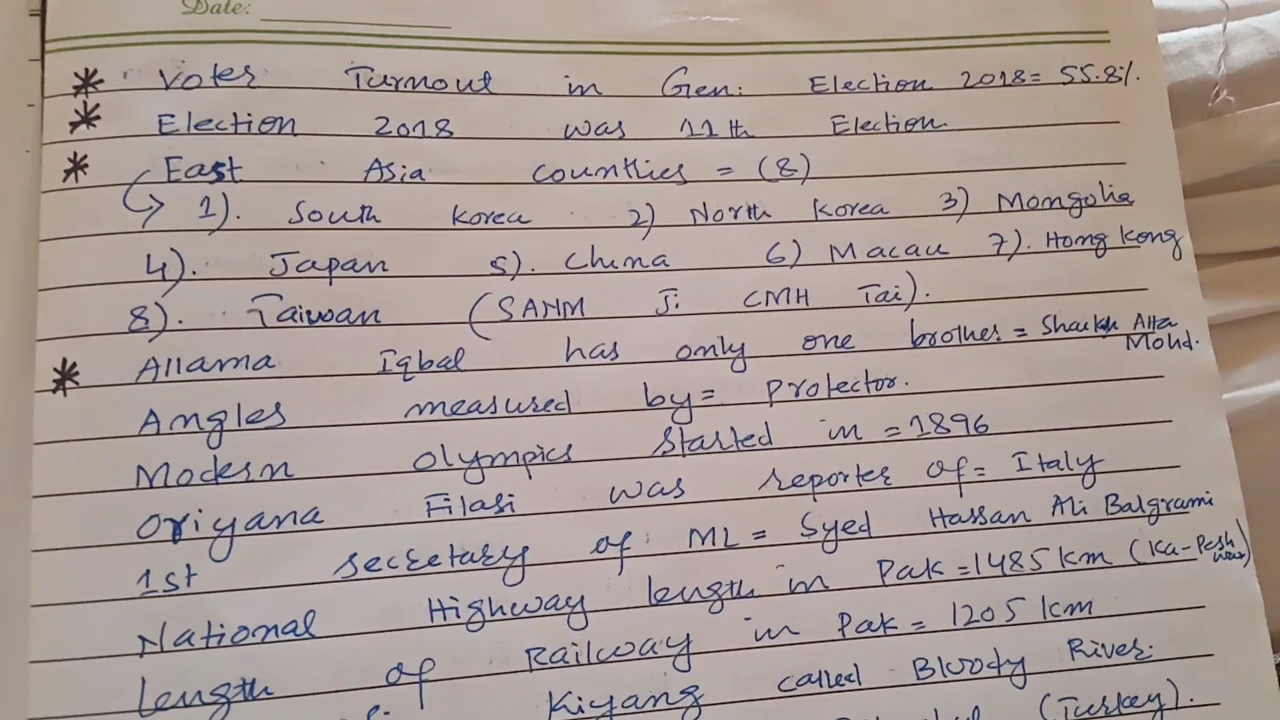 Date:
* Voter Turnout in Gen: Election 2018 = 55.8%.
* Election 2018 was 11th Election.
* East Asia countries = (8)
1). South Korea 2) North Korea 3) Mongolia
4). Japan 5). China 6) Macau 7). Hong Kong
8). Taiwan (SANM Ji CMH Tai).
* Allama Iqbal has only one brother = Shaikh Atta Mohd.
Angles measured by = Protector.
Modern Olympics started in = 1896
Oriyana Filasi was reporter of = Italy
1st secretary of ML = Syed Hassan Ali Balgrami
National Highway length in Pak = 1485 km (Ka-Peshawar)
length of Railway in Pak = 1205 km
Kiyang called Bloody River.
(Turkey).